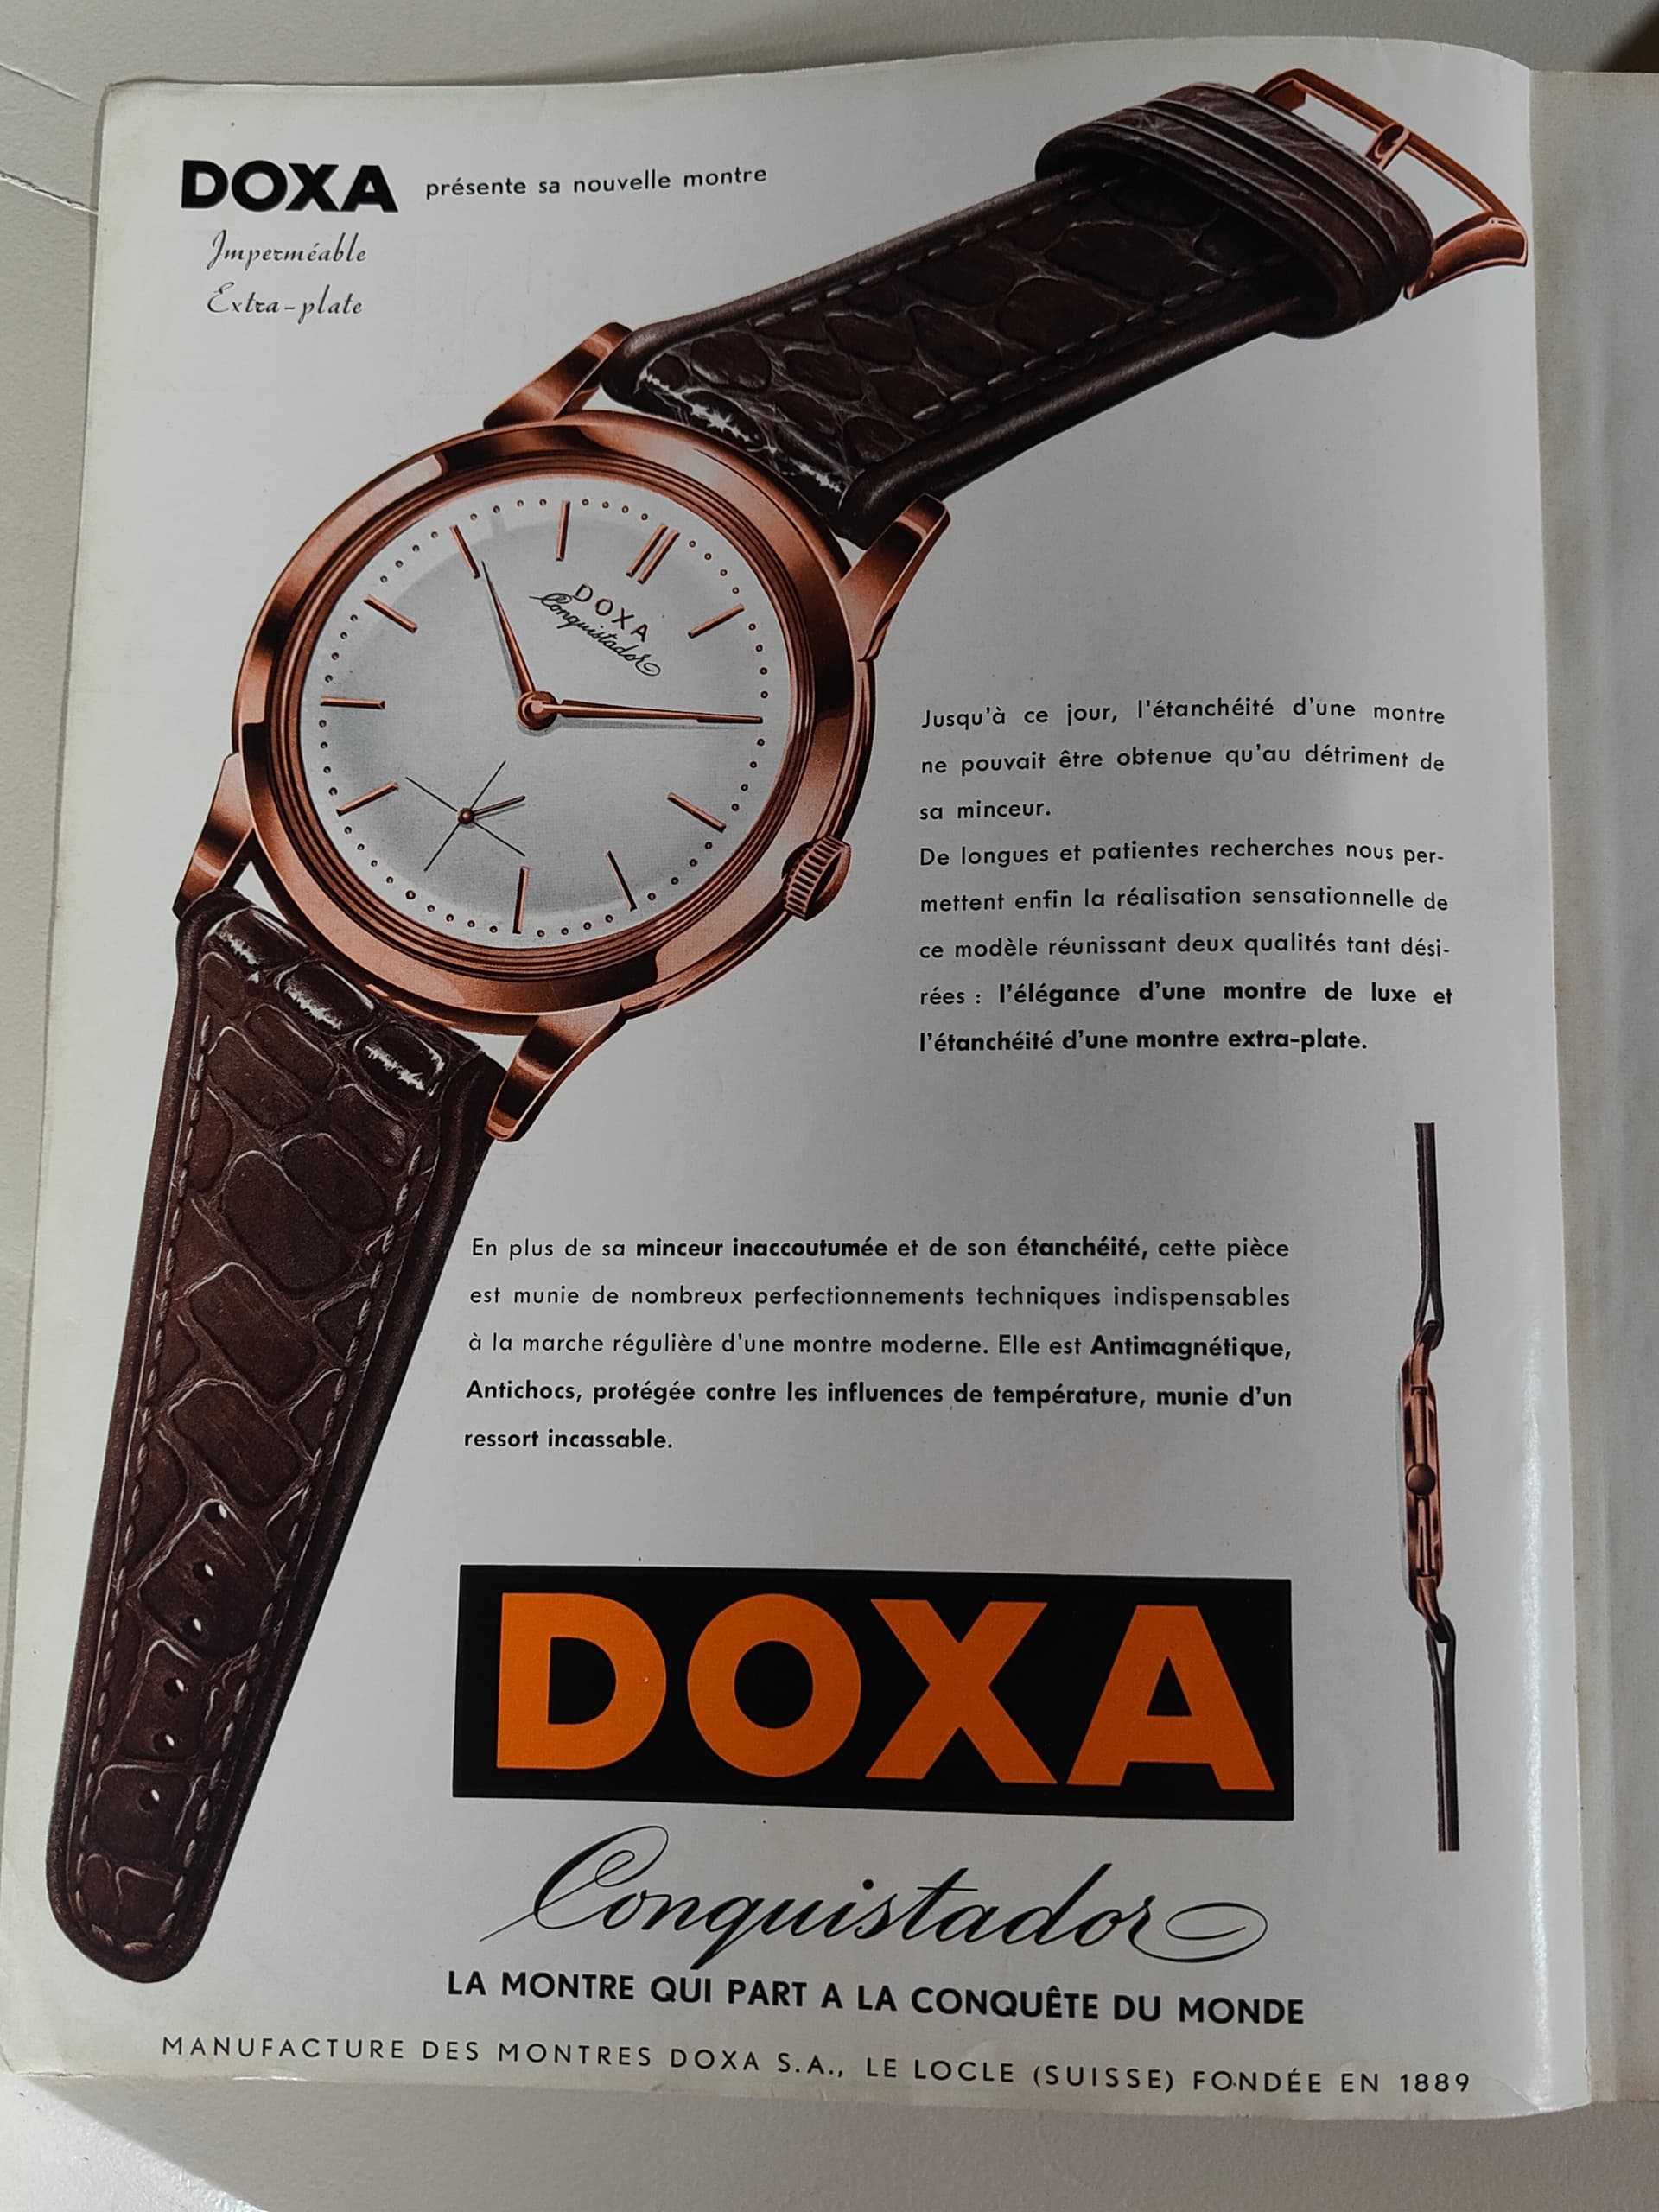 DOXA présente sa nouvelle montre
Imperméable
Extra-plate
DOXA
Conquistador
Jusqu'à ce jour, l'étanchéité d'une montre
ne pouvait être obtenue qu'au détriment de
sa minceur.
De longues et patientes recherches nous per-
mettent enfin la réalisation sensationnelle de
ce modèle réunissant deux qualités tant dési-
rées : l'élégance d'une montre de luxe et
l'étanchéité d'une montre extra-plate.
En plus de sa minceur inaccoutumée et de son étanchéité, cette pièce
est munie de nombreux perfectionnements techniques indispensables
à la marche régulière d'une montre moderne. Elle est Antimagnétique,
Antichocs, protégée contre les influences de température, munie d'un
ressort incassable.
DOXA
Conquistador
LA MONTRE QUI PART A LA CONQUÊTE DU MONDE
MANUFACTURE DES MONTRES DOXA S.A., LE LOCLE (SUISSE) FONDÉE EN 1889